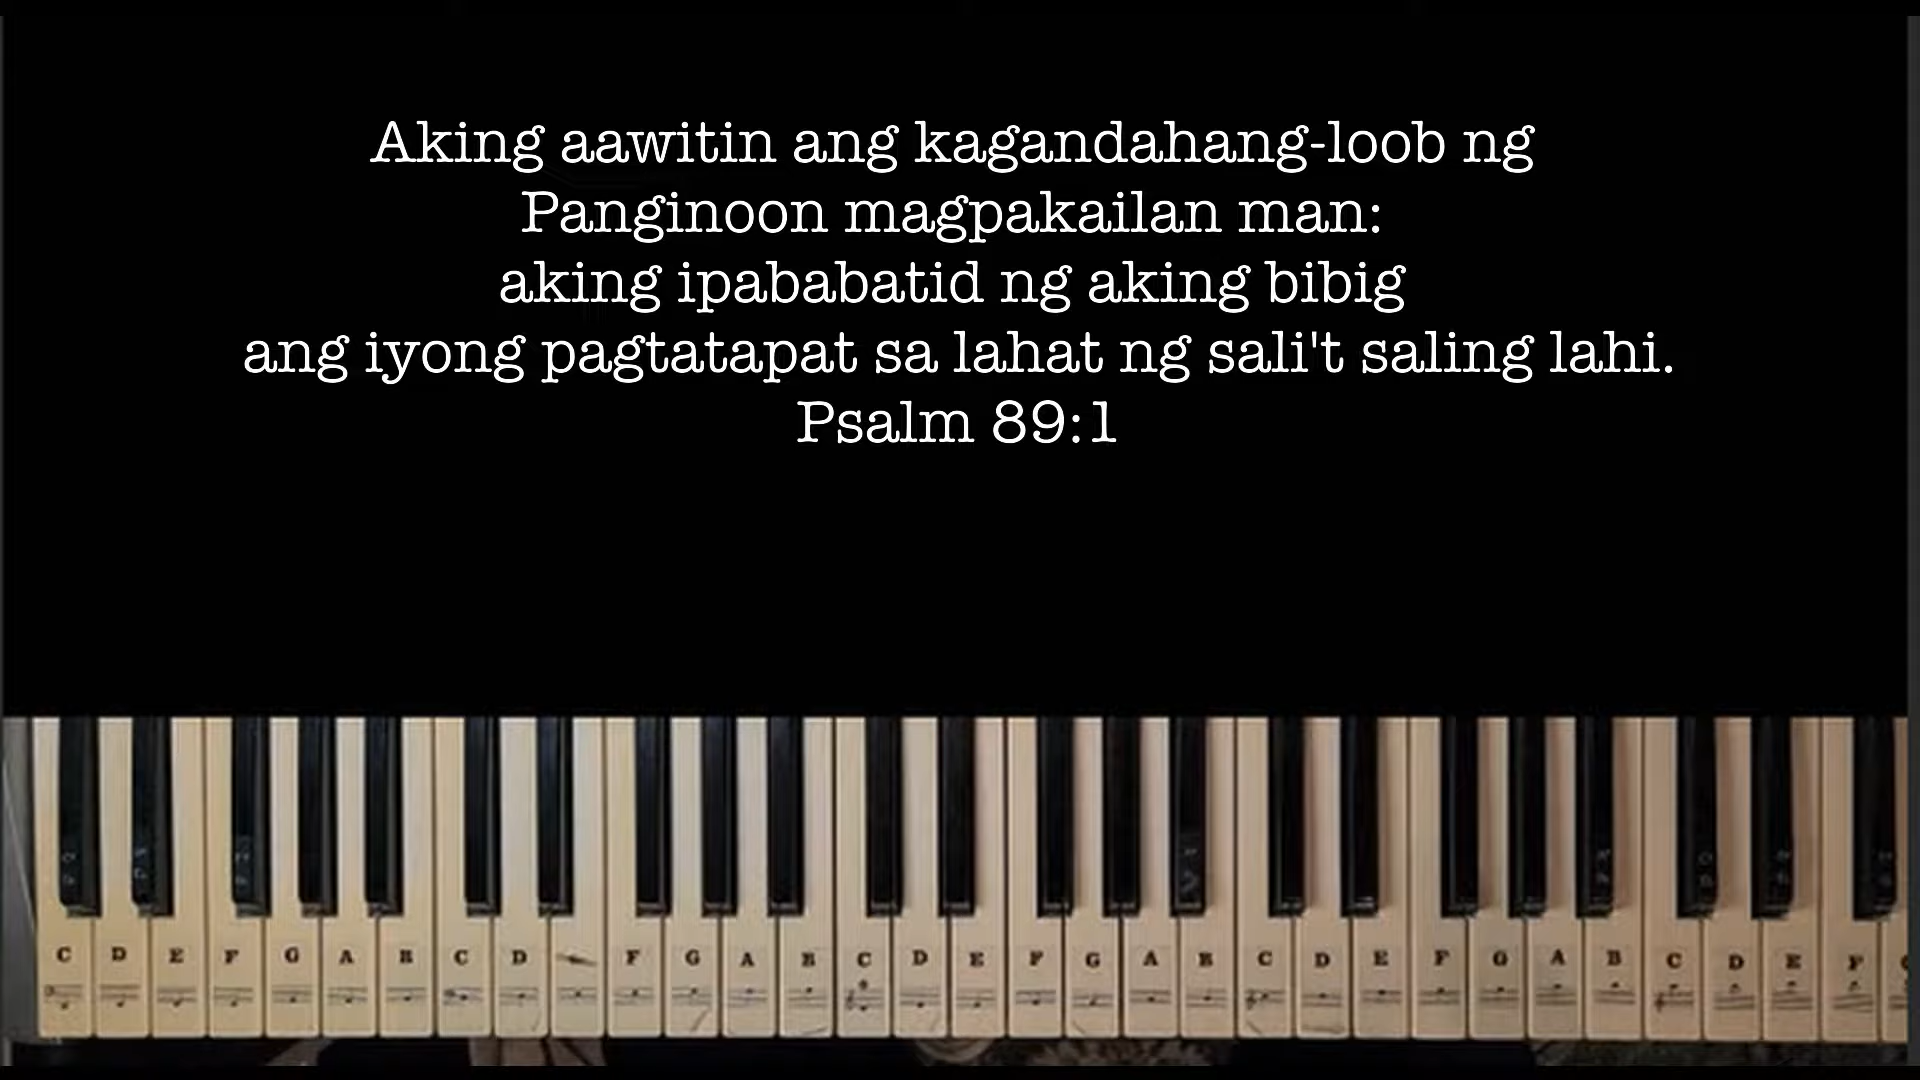 Aking aawitin ang kagandahang-loob ng
Panginoon magpakailan man:
aking ipababatid ng aking bibig
ang iyong pagtatapat sa lahat ng sali't saling lahi.
Psalm 89:1
C D E F G A B C D F G A B C D E F G A B C D E F G A B C D E F